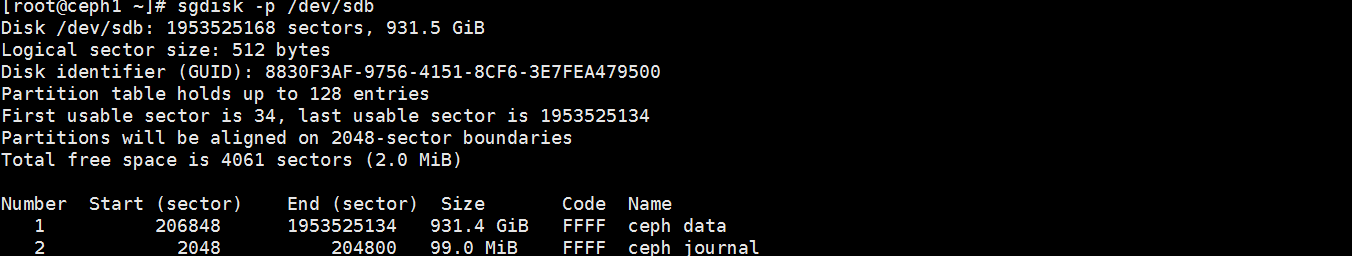 [root@ceph1 ~]# sgdisk -p /dev/sdb
Disk /dev/sdb: 1953525168 sectors, 931.5 GiB
Logical sector size: 512 bytes
Disk identifier (GUID): 8830F3AF-9756-4151-8CF6-3E7FEA479500
Partition table holds up to 128 entries
First usable sector is 34, last usable sector is 1953525134
Partitions will be aligned on 2048-sector boundaries
Total free space is 4061 sectors (2.0 MiB)
Number  Start (sector)    End (sector)  Size       Code  Name
   1          206848      1953525134   931.4 GiB   FFFF  ceph data
   2            2048          204800   99.0 MiB    FFFF  ceph journal